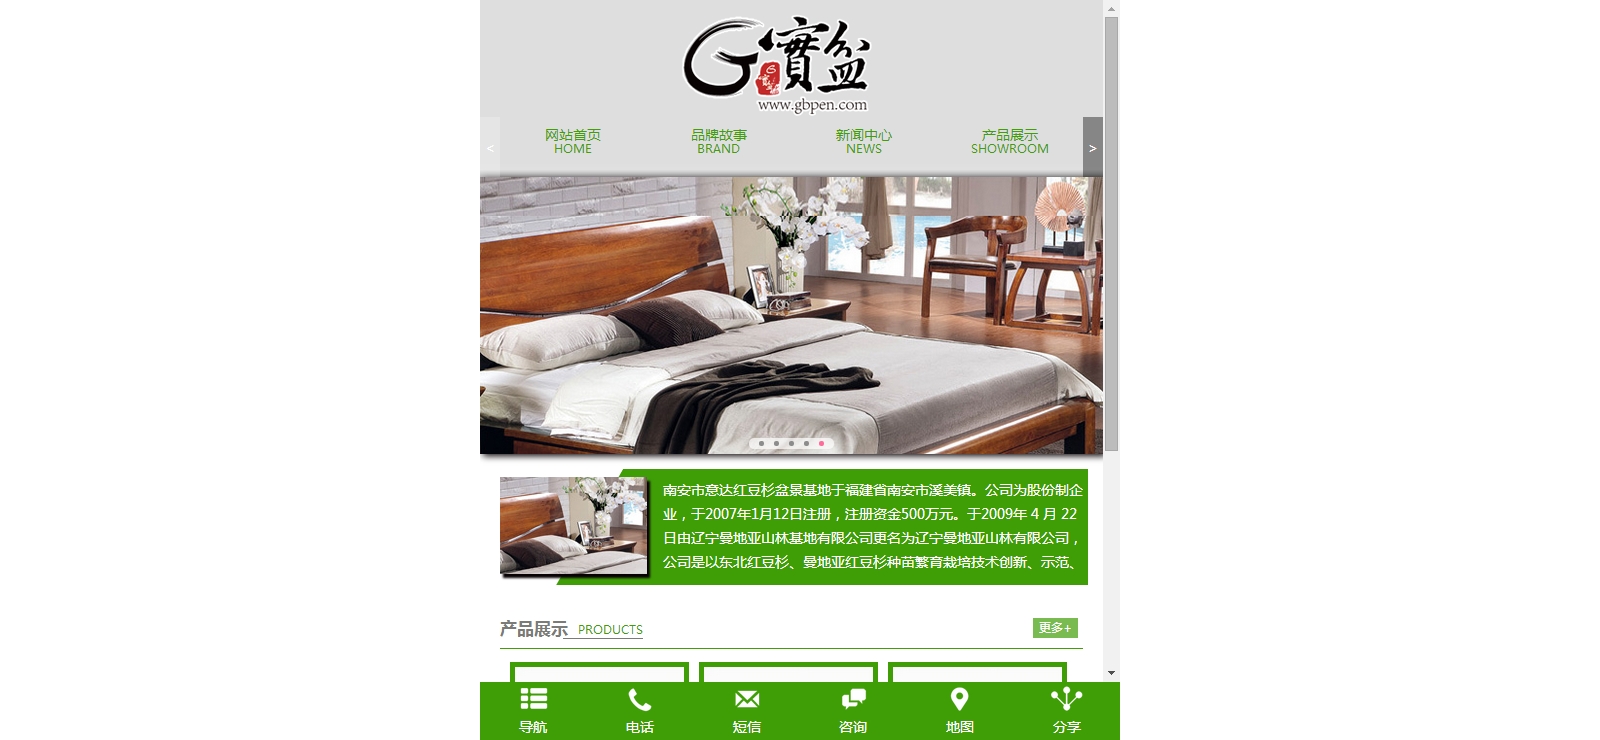 實盆
www.gbpen.com
< 网站首页 品牌故事 新闻中心 产品展示 >
HOME BRAND NEWS SHOWROOM
南安市意达红豆杉盆景基地于福建省南安市溪美镇。公司为股份制企
业，于2007年1月12日注册，注册资金500万元。于2009年 4 月 22
日由辽宁曼地亚山林基地有限公司更名为辽宁曼地亚山林有限公司，
公司是以东北红豆杉、曼地亚红豆杉种苗繁育栽培技术创新、示范、
产品展示 PRODUCTS 更多+
导航 电话 短信 咨询 地图 分享